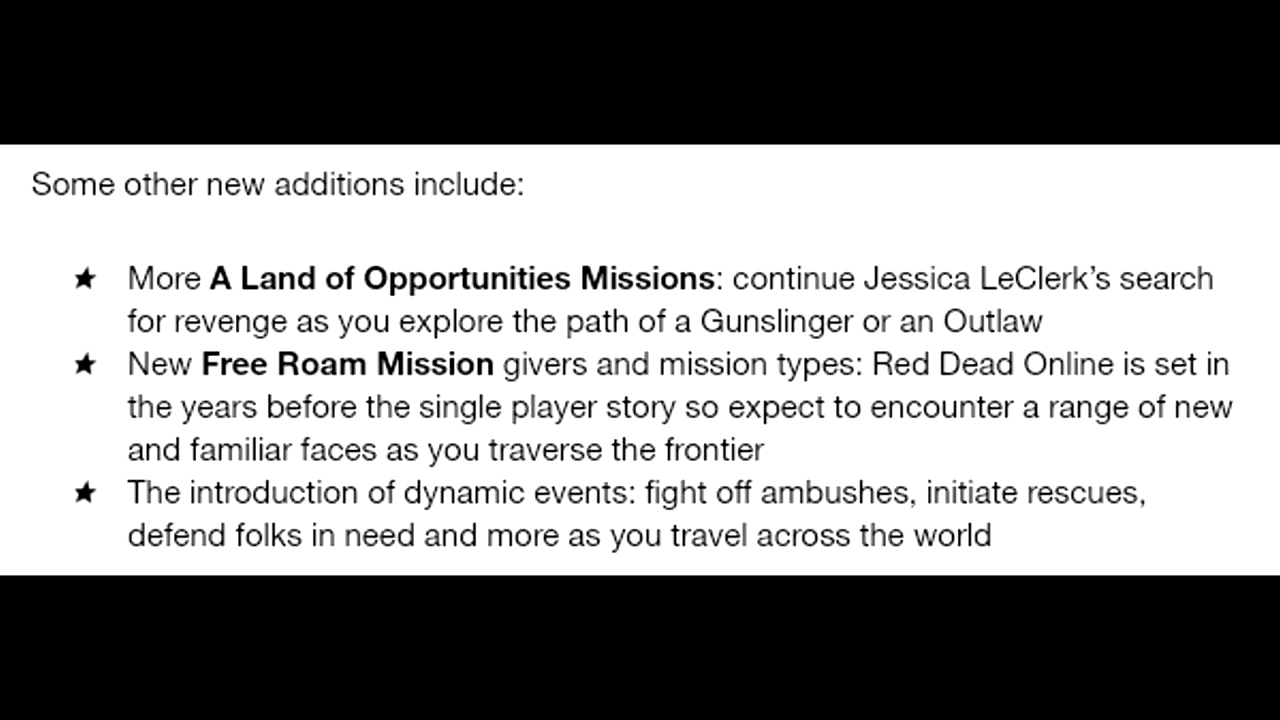 Some other new additions include:
★ More A Land of Opportunities Missions: continue Jessica LeClerk’s search
for revenge as you explore the path of a Gunslinger or an Outlaw
★ New Free Roam Mission givers and mission types: Red Dead Online is set in
the years before the single player story so expect to encounter a range of new
and familiar faces as you traverse the frontier
★ The introduction of dynamic events: fight off ambushes, initiate rescues,
defend folks in need and more as you travel across the world